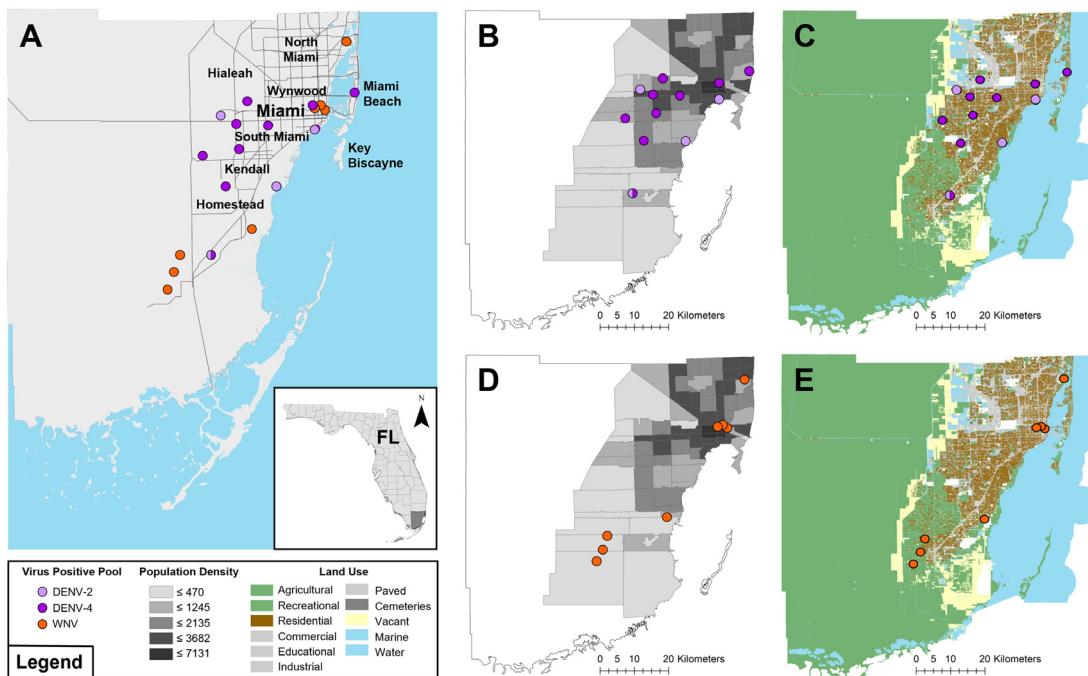 A
North
Miami
Hialeah
Wynwood
Miami
Miami
Beach
South Miami
Key
Biscayne
Kendall
Homestead
N
FL
B
0 5 10 20 Kilometers
C
0 5 10 20 Kilometers
D
0 5 10 20 Kilometers
E
0 5 10 20 Kilometers
Virus Positive Pool
DENV-2
DENV-4
WNV
Legend
Population Density
≤ 470
≤ 1245
≤ 2135
≤ 3682
≤ 7131
Land Use
Agricultural
Recreational
Residential
Commercial
Educational
Industrial
Paved
Cemeteries
Vacant
Marine
Water